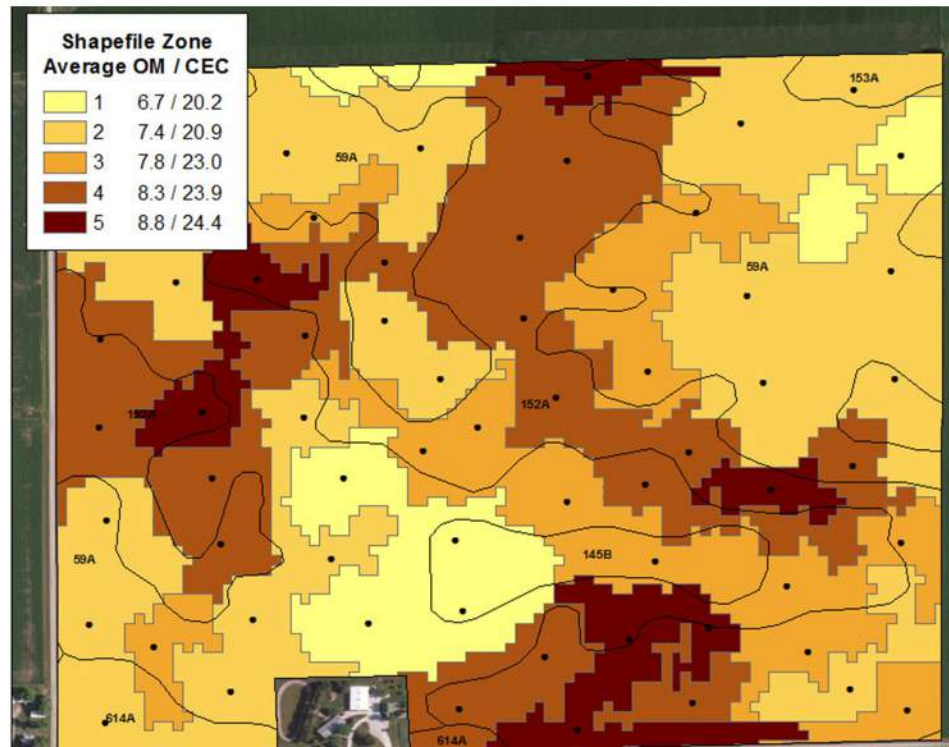 Shapefile Zone
Average OM / CEC
1 6.7 / 20.2
2 7.4 / 20.9
3 7.8 / 23.0
4 8.3 / 23.9
5 8.8 / 24.4
153A
59A
59A
152A
59A
145B
614A
614A